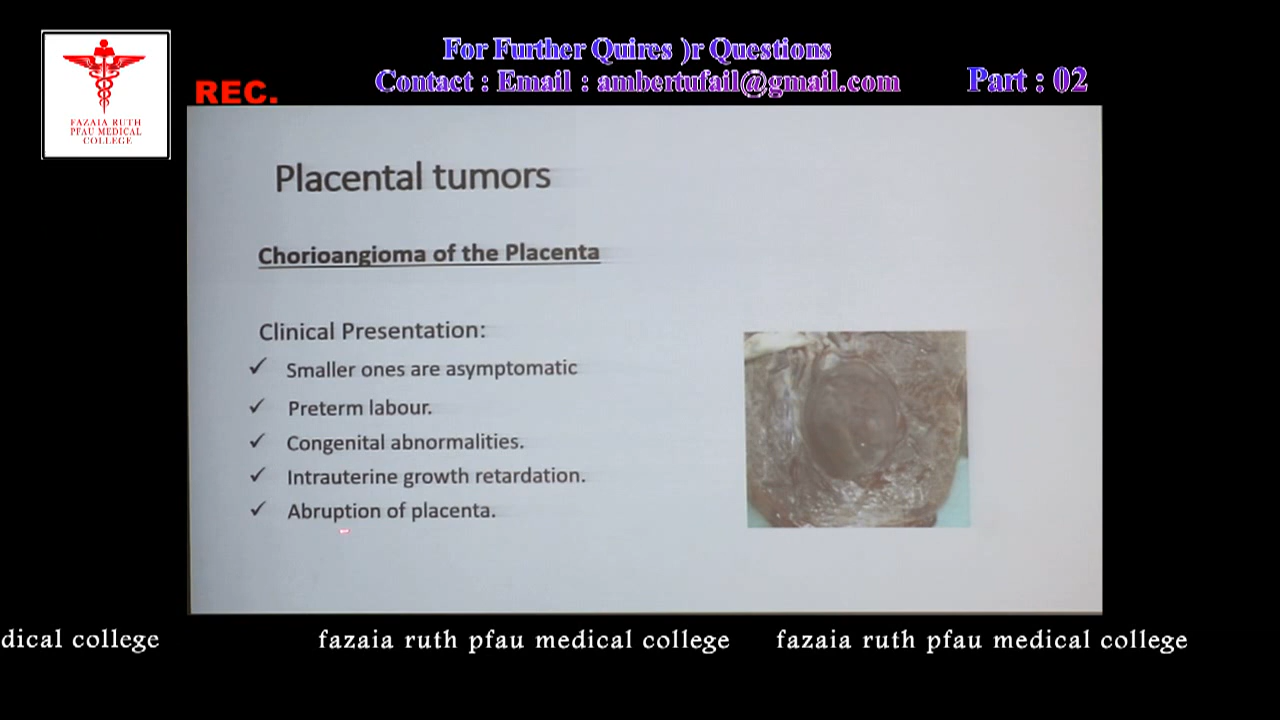 For Further Quires )r Questions
Contact : Email : ambertufail@gmail.com
Part : 02
REC.
FAZAIA RUTH
PFAU MEDICAL
COLLEGE
Placental tumors
Chorioangioma of the Placenta
Clinical Presentation:
✓ Smaller ones are asymptomatic
✓ Preterm labour.
✓ Congenital abnormalities.
✓ Intrauterine growth retardation.
✓ Abruption of placenta.
dical college fazaia ruth pfau medical college fazaia ruth pfau medical college